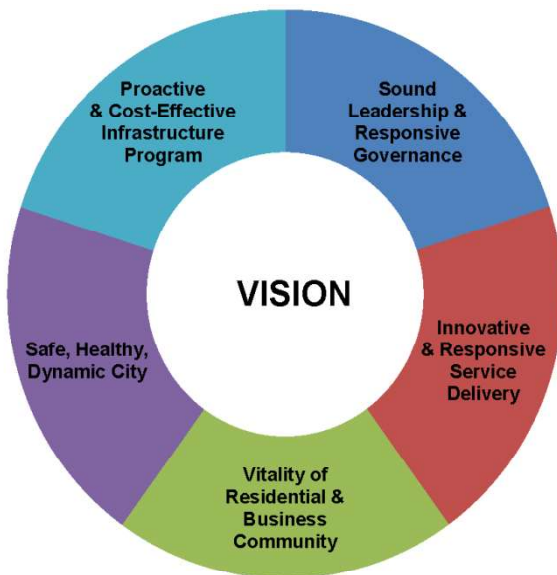 Proactive
& Cost-Effective
Infrastructure
Program
Sound
Leadership &
Responsive
Governance
VISION
Safe, Healthy,
Dynamic City
Innovative
& Responsive
Service
Delivery
Vitality of
Residential &
Business
Community